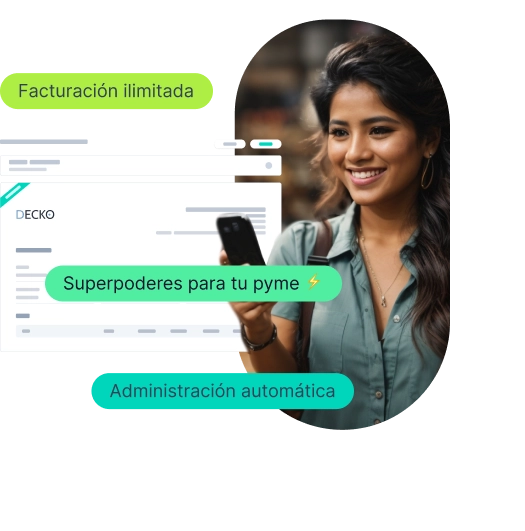 Facturación ilimitada
DECKO
Superpoderes para tu pyme ⚡
Administración automática